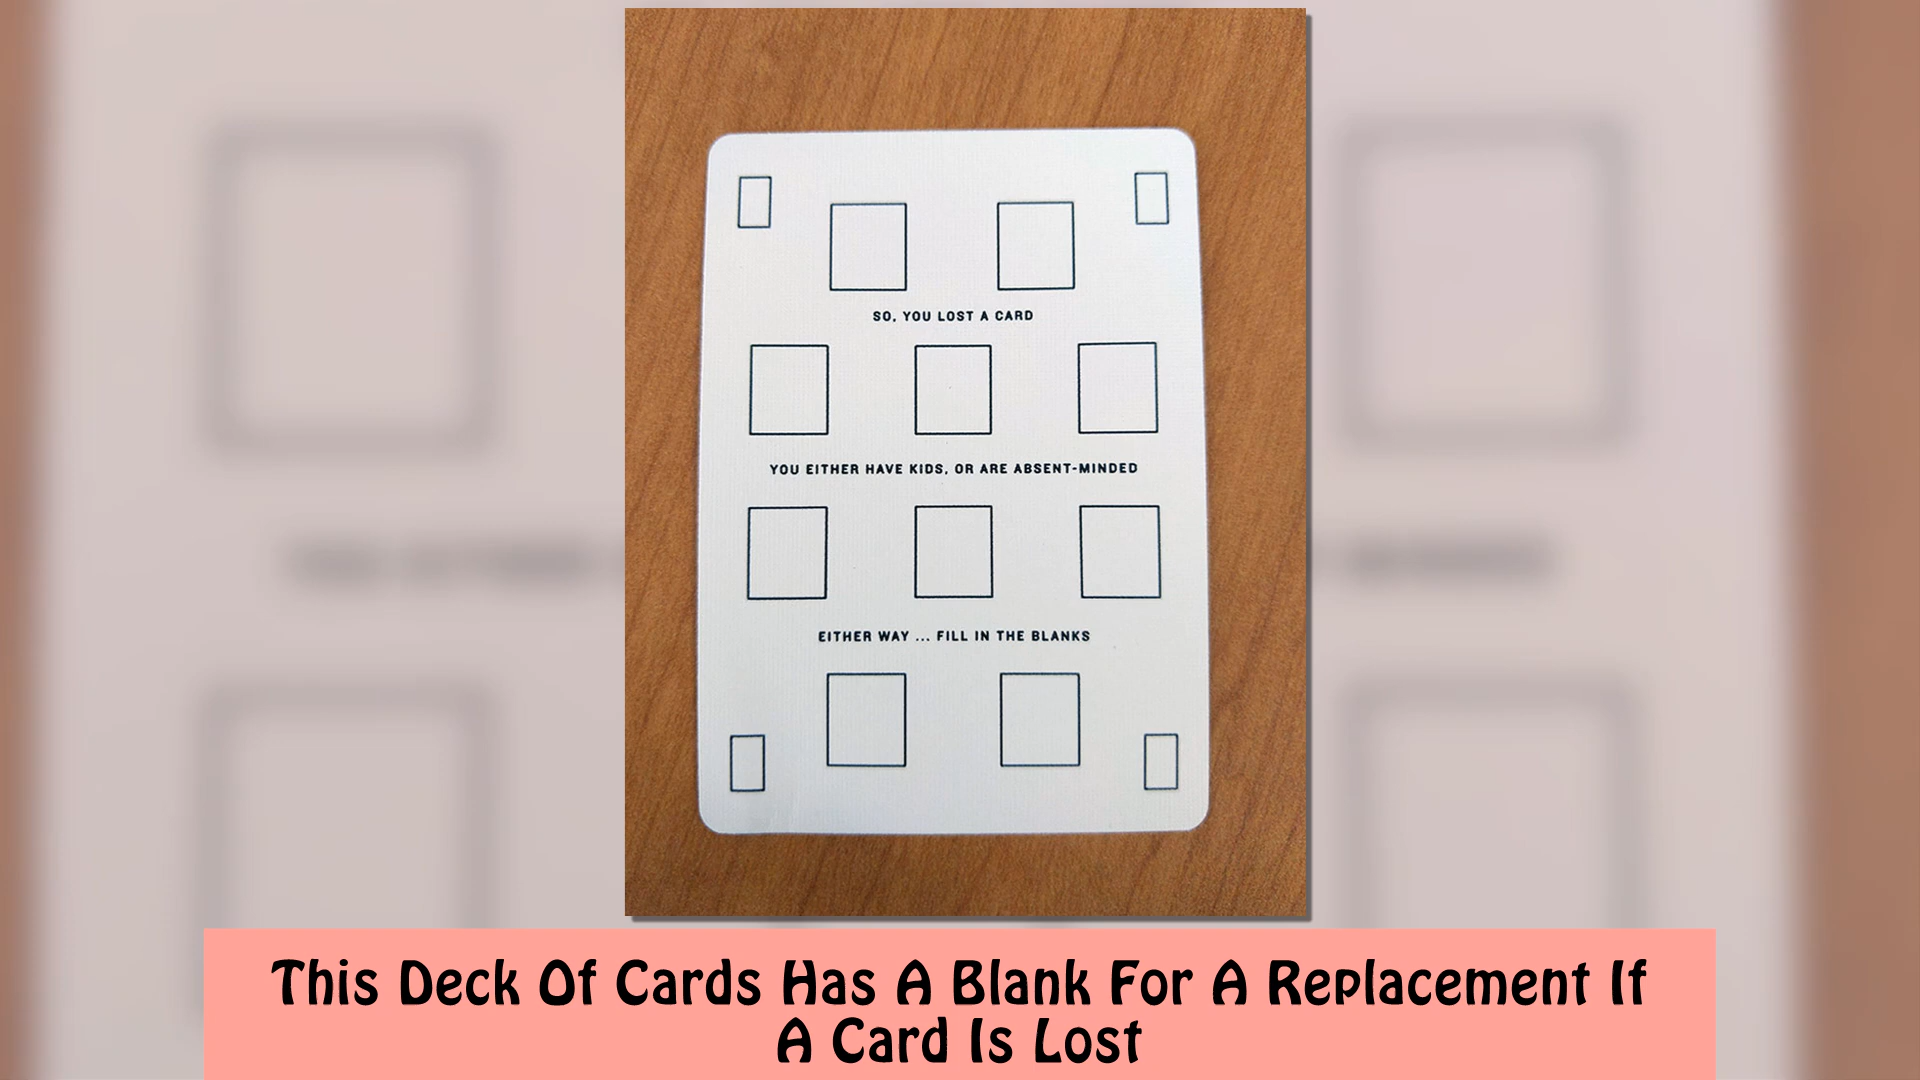 SO, YOU LOST A CARD
YOU EITHER HAVE KIDS, OR ARE ABSENT-MINDED
EITHER WAY ... FILL IN THE BLANKS
This Deck Of Cards Has A Blank For A Replacement If
A Card Is Lost